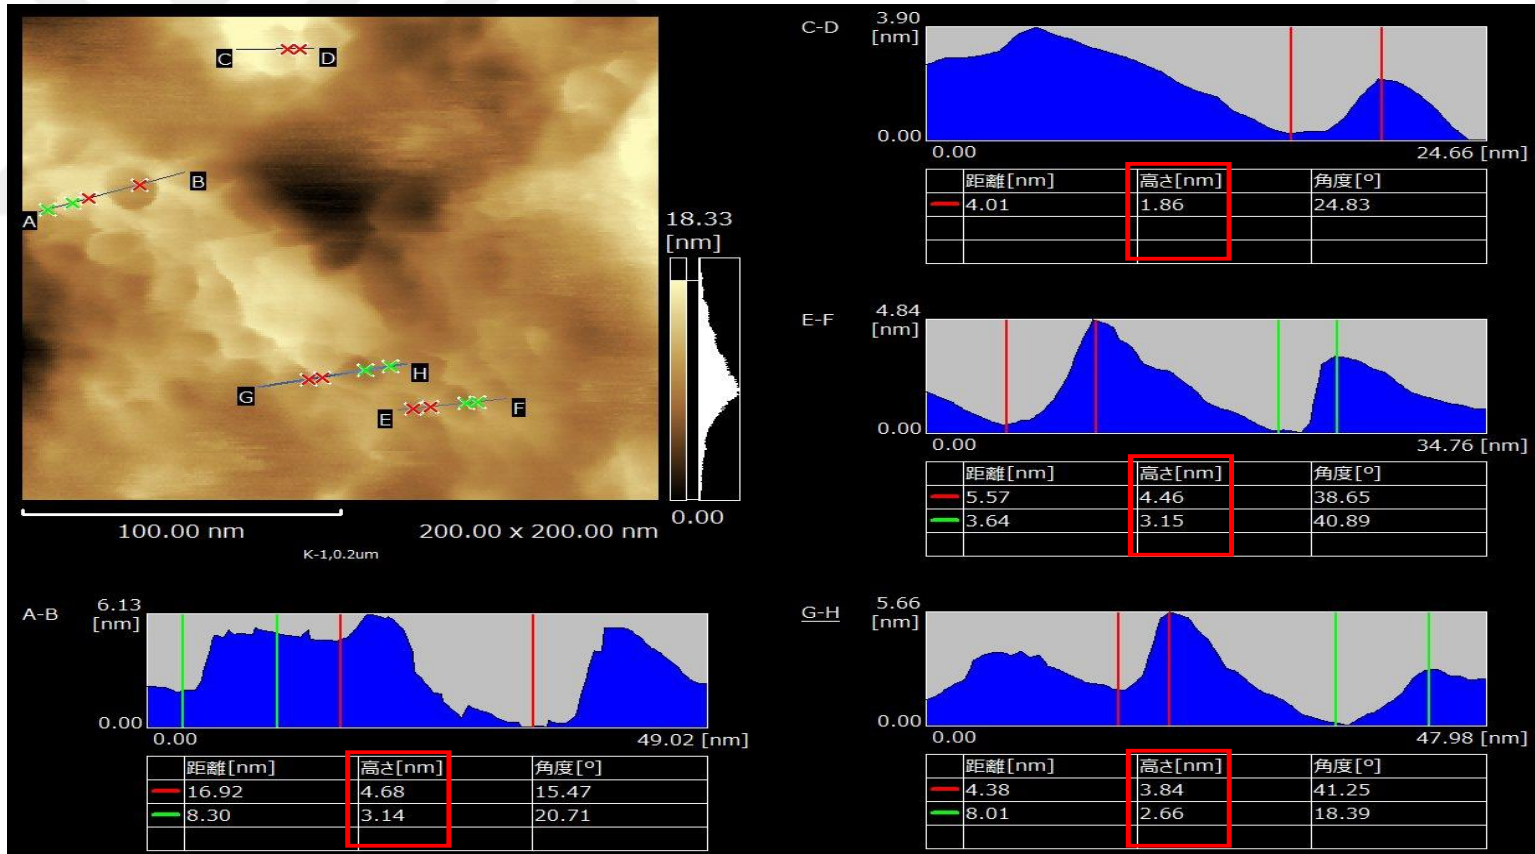 C
D
A
B
G
H
E
F
18.33
[nm]
0.00
100.00 nm
200.00 x 200.00 nm
K-1,0.2um
C-D
3.90
[nm]
0.00
0.00
24.66 [nm]
距離[nm] 高さ[nm] 角度[°]
4.01 1.86 24.83
E-F
4.84
[nm]
0.00
0.00
34.76 [nm]
距離[nm] 高さ[nm] 角度[°]
5.57 4.46 38.65
3.64 3.15 40.89
A-B
6.13
[nm]
0.00
0.00
49.02 [nm]
距離[nm] 高さ[nm] 角度[°]
16.92 4.68 15.47
8.30 3.14 20.71
G-H
5.66
[nm]
0.00
0.00
47.98 [nm]
距離[nm] 高さ[nm] 角度[°]
4.38 3.84 41.25
8.01 2.66 18.39